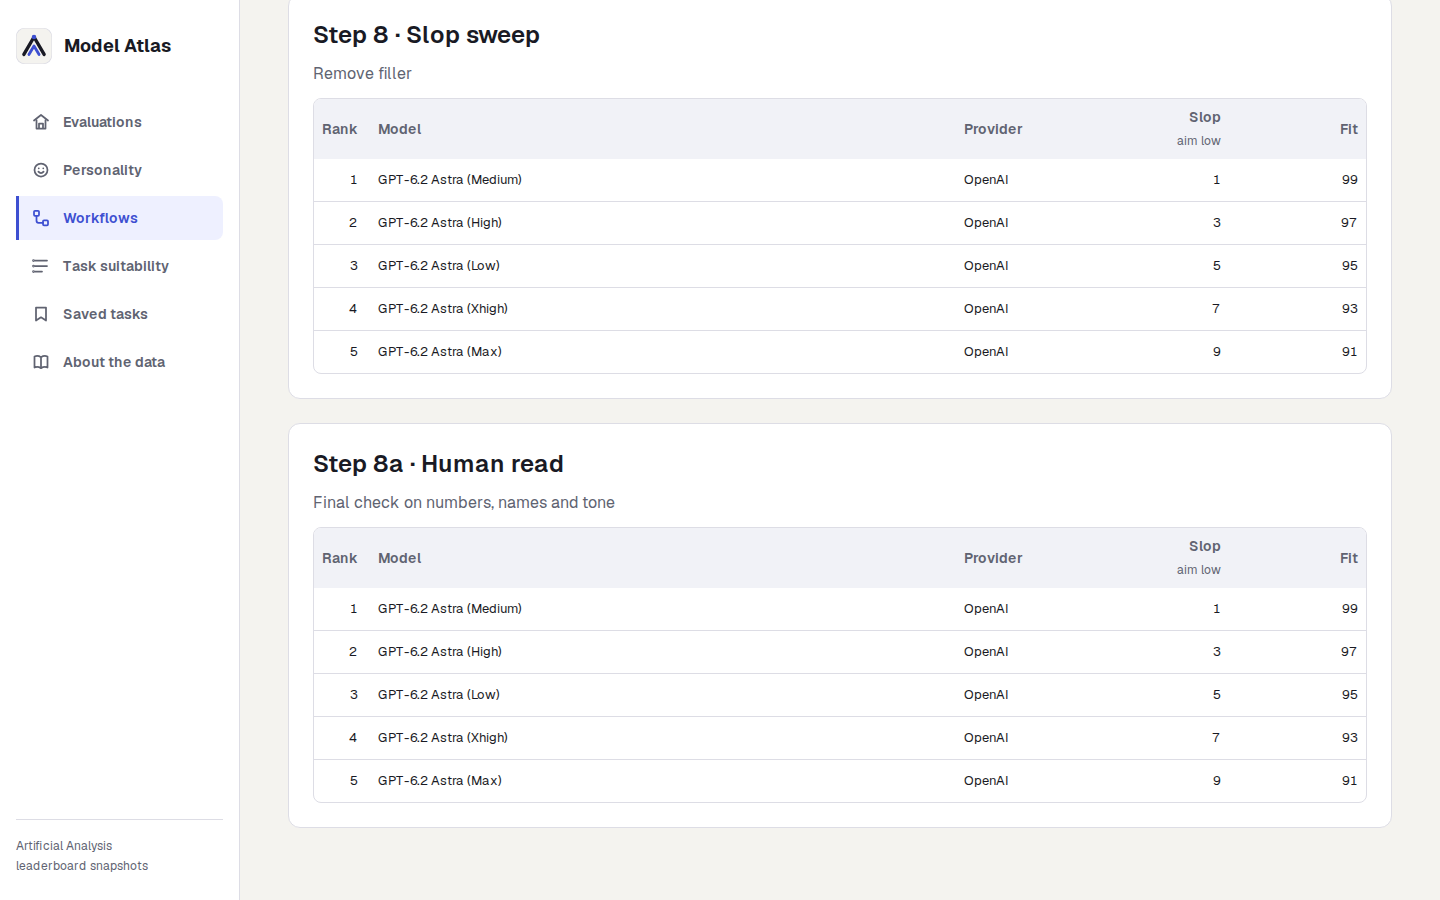 Model Atlas
Evaluations
Personality
Workflows
Task suitability
Saved tasks
About the data
Artificial Analysis
leaderboard snapshots
Step 8 · Slop sweep
Remove filler
Rank Model Provider Slop aim low Fit
1 GPT-6.2 Astra (Medium) OpenAI 1 99
2 GPT-6.2 Astra (High) OpenAI 3 97
3 GPT-6.2 Astra (Low) OpenAI 5 95
4 GPT-6.2 Astra (Xhigh) OpenAI 7 93
5 GPT-6.2 Astra (Max) OpenAI 9 91
Step 8a · Human read
Final check on numbers, names and tone
Rank Model Provider Slop aim low Fit
1 GPT-6.2 Astra (Medium) OpenAI 1 99
2 GPT-6.2 Astra (High) OpenAI 3 97
3 GPT-6.2 Astra (Low) OpenAI 5 95
4 GPT-6.2 Astra (Xhigh) OpenAI 7 93
5 GPT-6.2 Astra (Max) OpenAI 9 91